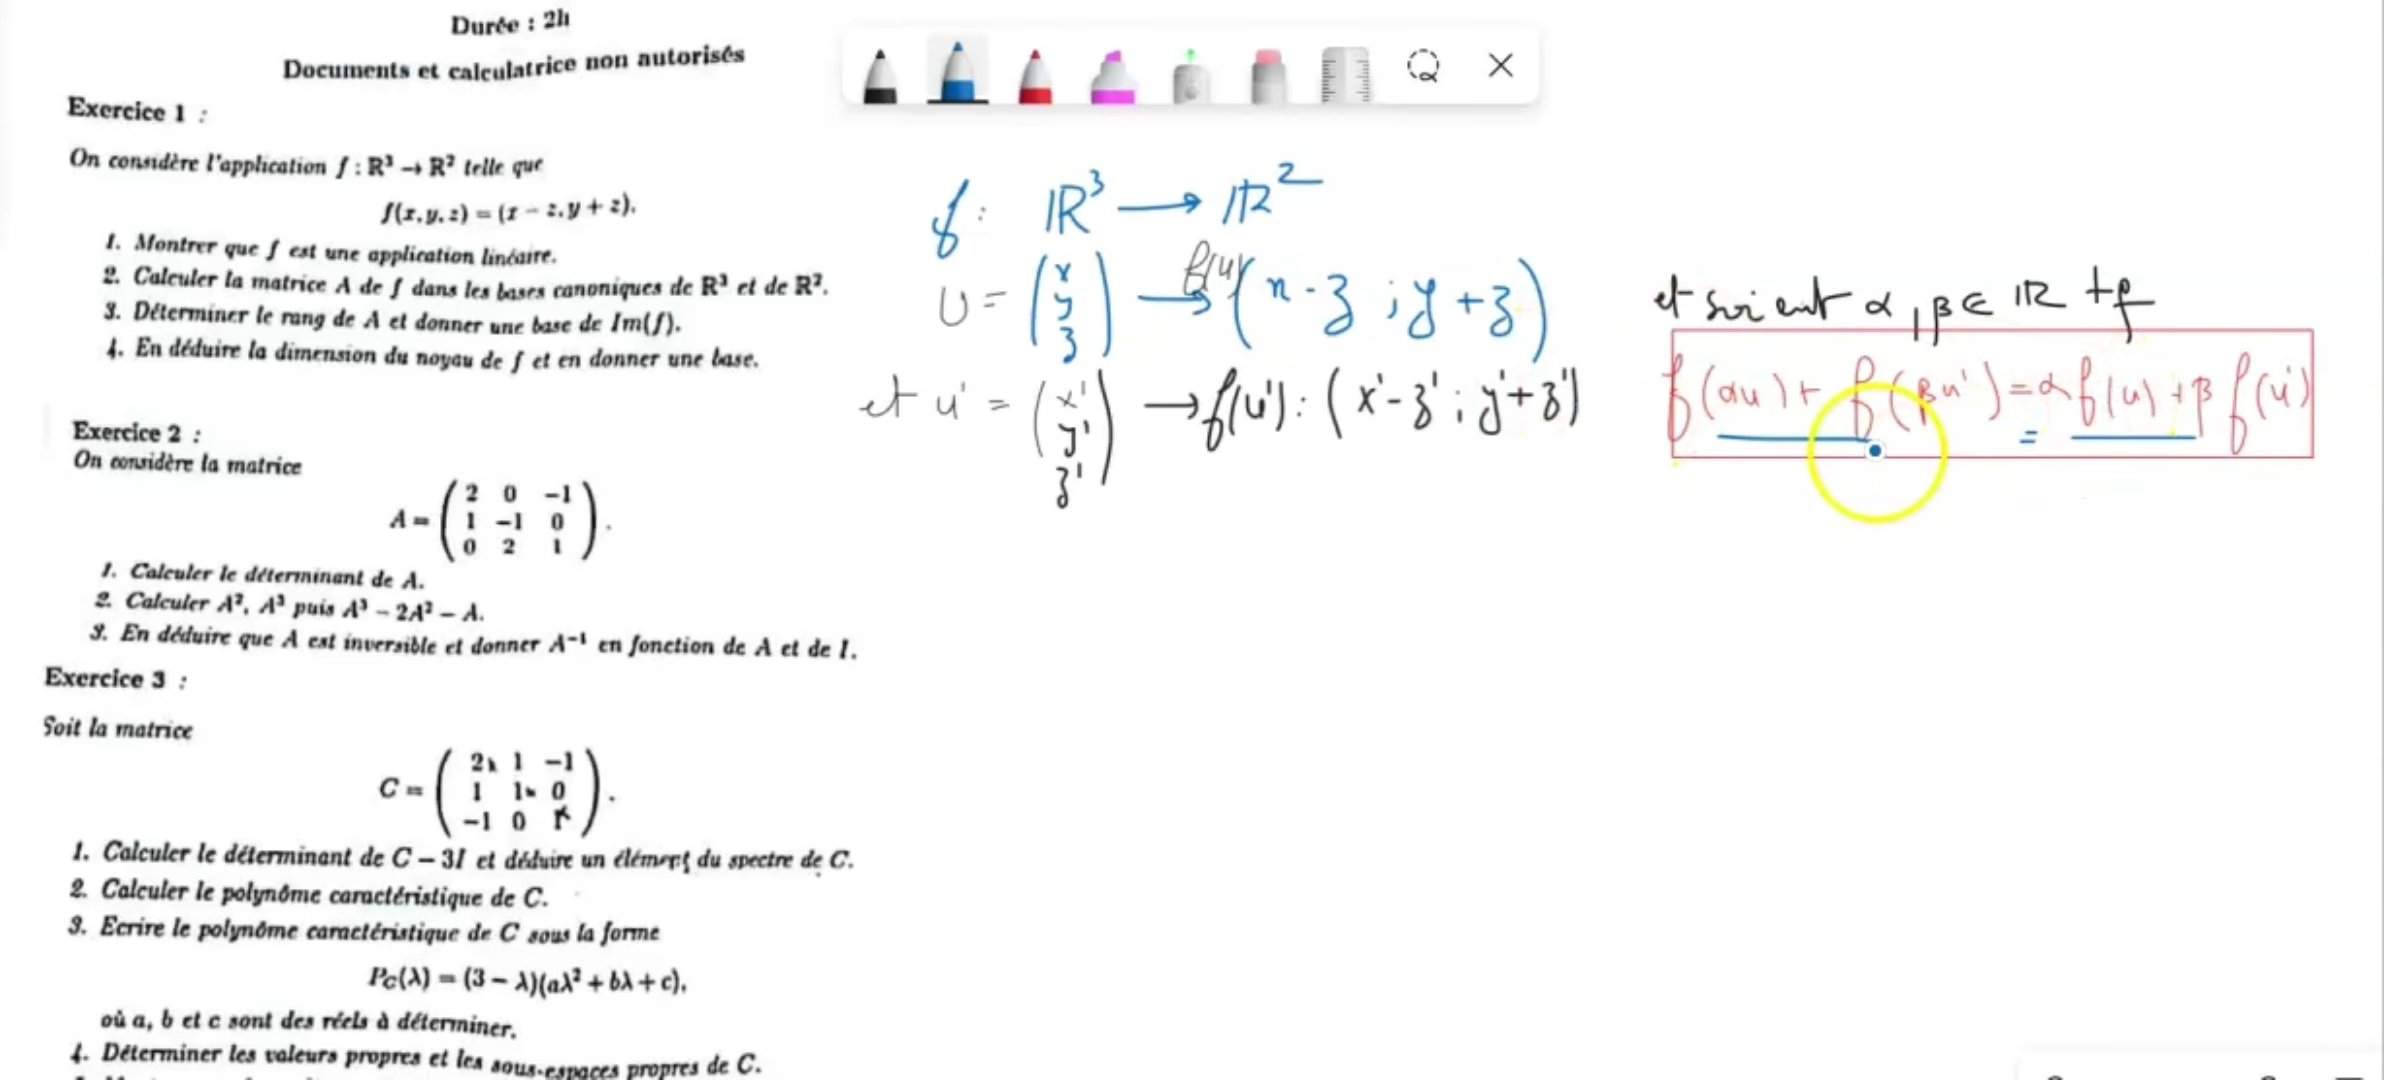 Durée : 2h
Documents et calculatrice non autorisés
Exercice 1 :
On considère l'application f : R³ → R² telle que
f(x, y, z) = (x − z, y + z).
1. Montrer que f est une application linéaire.
2. Calculer la matrice A de f dans les bases canoniques de R³ et de R².
3. Déterminer le rang de A et donner une base de Im(f).
4. En déduire la dimension du noyau de f et en donner une base.
Exercice 2 :
On considère la matrice
A = ( 2 0 −1
1 −1 0
0 2 1 ) .
1. Calculer le déterminant de A.
2. Calculer A², A³ puis A³ − 2A² − A.
3. En déduire que A est inversible et donner A⁻¹ en fonction de A et de I.
Exercice 3 :
Soit la matrice
C = ( 2 1 −1
1 1 0
−1 0 1 ) .
1. Calculer le déterminant de C − 3I et déduire un élément du spectre de C.
2. Calculer le polynôme caractéristique de C.
3. Ecrire le polynôme caractéristique de C sous la forme
P_C(λ) = (3 − λ)(aλ² + bλ + c),
où a, b et c sont des réels à déterminer.
4. Déterminer les valeurs propres et les sous-espaces propres de C.
f : IR³ → IR²
U = ( x y z ) → f(u) ( x - z ; y + z )
et u' = ( x' y' z' ) → f(u') : ( x' - z' ; y' + z' )
et soient α, β ∈ IR tq
f(αu) + f(βu') = α f(u) + β f(u')
=